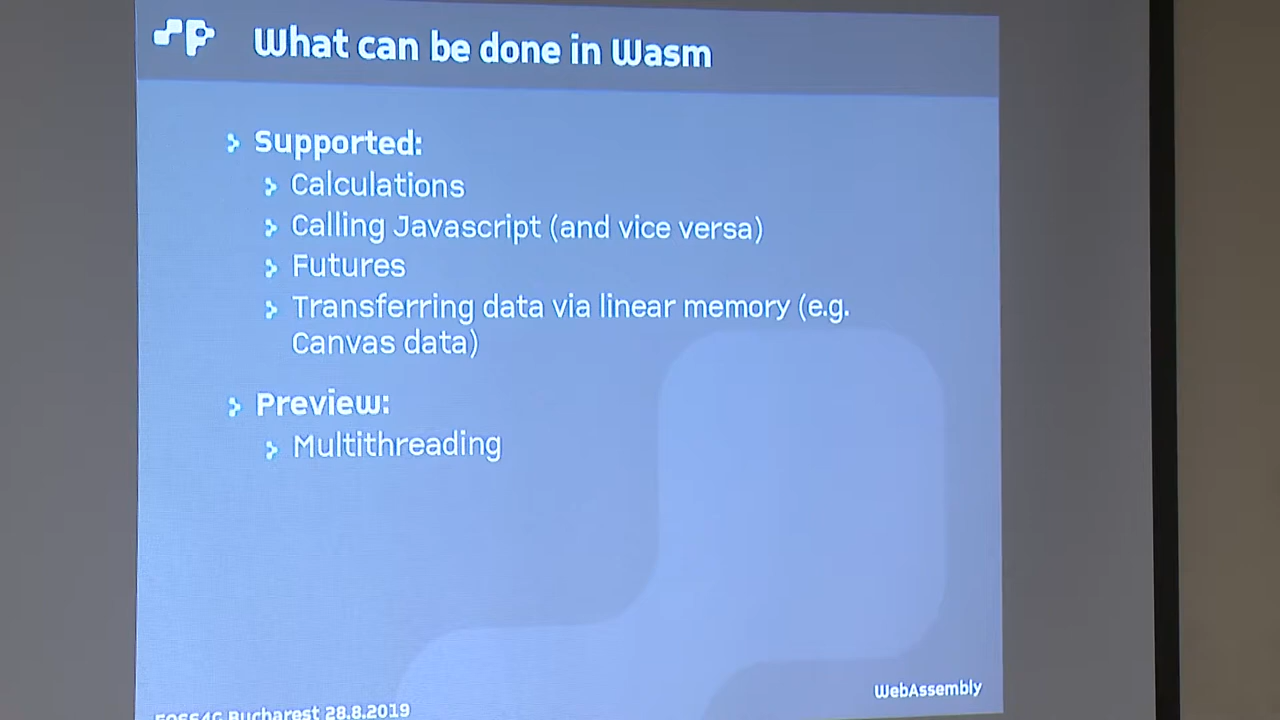 What can be done in Wasm
Supported:
Calculations
Calling Javascript (and vice versa)
Futures
Transferring data via linear memory (e.g.
Canvas data)
Preview:
Multithreading
WebAssembly
FOSS4G Bucharest 28.8.2019